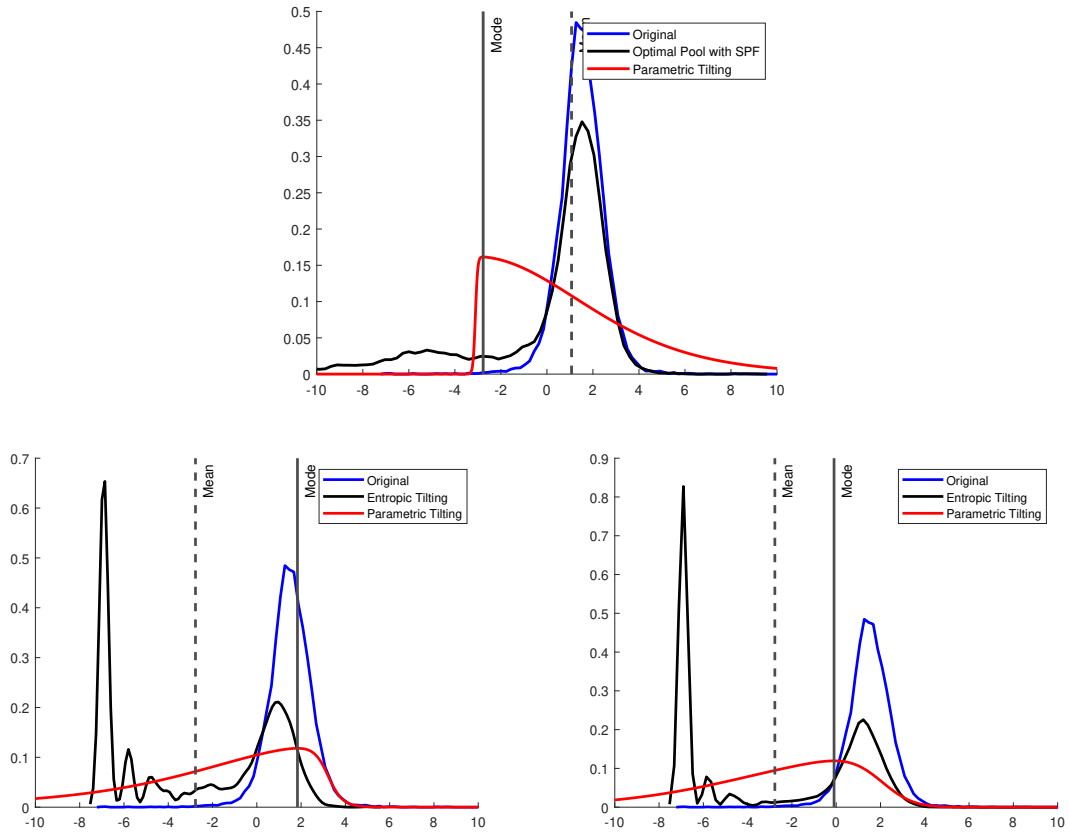 0.5
0.45
0.4
0.35
0.3
0.25
0.2
0.15
0.1
0.05
0
-10 -8 -6 -4 -2 0 2 4 6 8 10
Mode
Original
Optimal Pool with SPF
Parametric Tilting
0.7
0.6
0.5
0.4
0.3
0.2
0.1
0
-10 -8 -6 -4 -2 0 2 4 6 8 10
Mean
Mode
Original
Entropic Tilting
Parametric Tilting
0.9
0.8
0.7
0.6
0.5
0.4
0.3
0.2
0.1
0
-10 -8 -6 -4 -2 0 2 4 6 8 10
Mean
Mode
Original
Entropic Tilting
Parametric Tilting